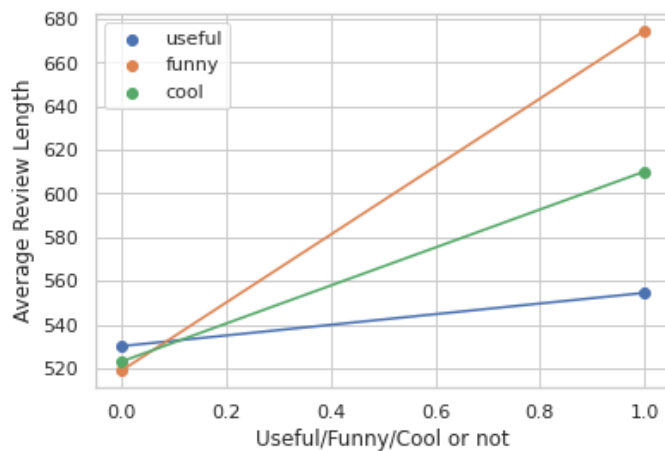 680
660
640
620
600
580
560
540
520
Average Review Length
useful
funny
cool
0.0 0.2 0.4 0.6 0.8 1.0
Useful/Funny/Cool or not